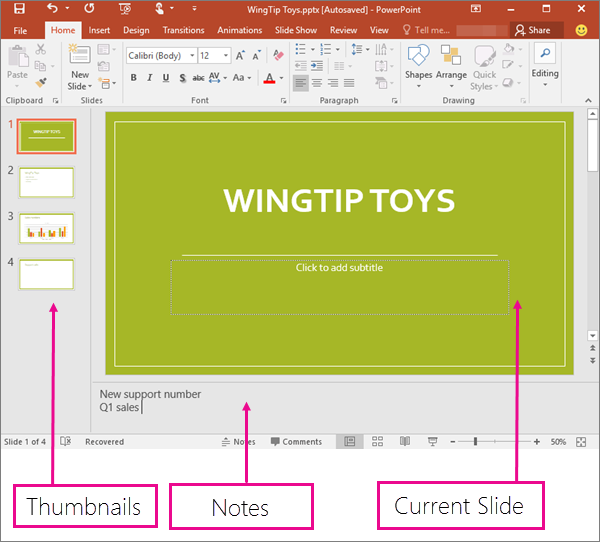 WingTip Toys.pptx [Autosaved] - PowerPoint
File Home Insert Design Transitions Animations Slide Show Review View Tell me Share
Paste
New Slide
Calibri (Body) 12
B I U S abc AV Aa A
Shapes Arrange Quick Styles
Editing
Clipboard Slides Font Paragraph Drawing
1
WINGTIP TOYS
2
3
4
WINGTIP TOYS
Click to add subtitle
New support number
Q1 sales
Slide 1 of 4 Recovered Notes Comments 50%
Thumbnails
Notes
Current Slide